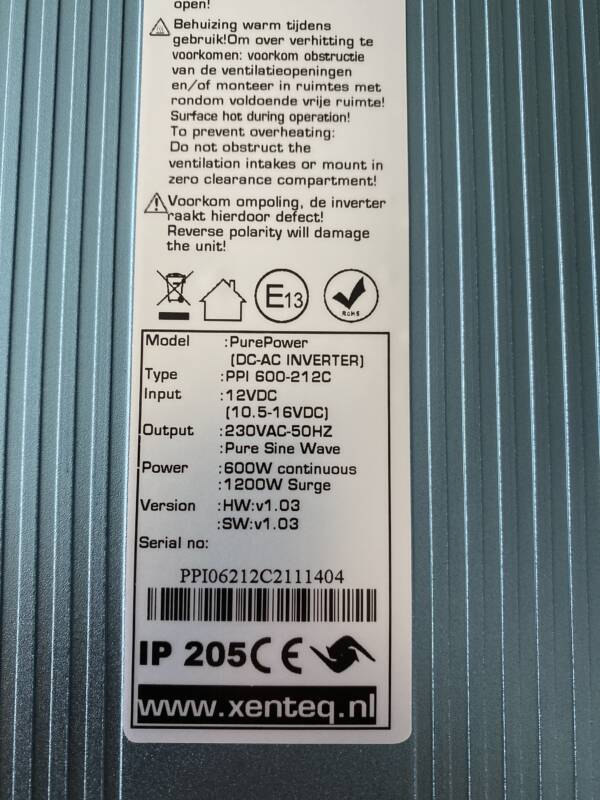 open!
Behuizing warm tijdens
gebruik!Om over verhitting te
voorkomen: voorkom obstructie
van de ventilatieopeningen
en/of monteer in ruimtes met
rondom voldoende vrije ruimte!
Surface hot during operation!
To prevent overheating:
Do not obstruct the
ventilation intakes or mount in
zero clearance compartment!
Voorkom ompoling, de inverter
raakt hierdoor defect!
Reverse polarity will damage
the unit!
E13
RoHS
Model :PurePower
(DC-AC INVERTER)
Type :PPI 600-212C
Input :12VDC
(10.5-16VDC)
Output :230VAC-50HZ
:Pure Sine Wave
Power :600W continuous
:1200W Surge
Version :HW:v1.03
:SW:v1.03
Serial no:
PPI06212C2111404
IP 205 CE
www.xenteq.nl